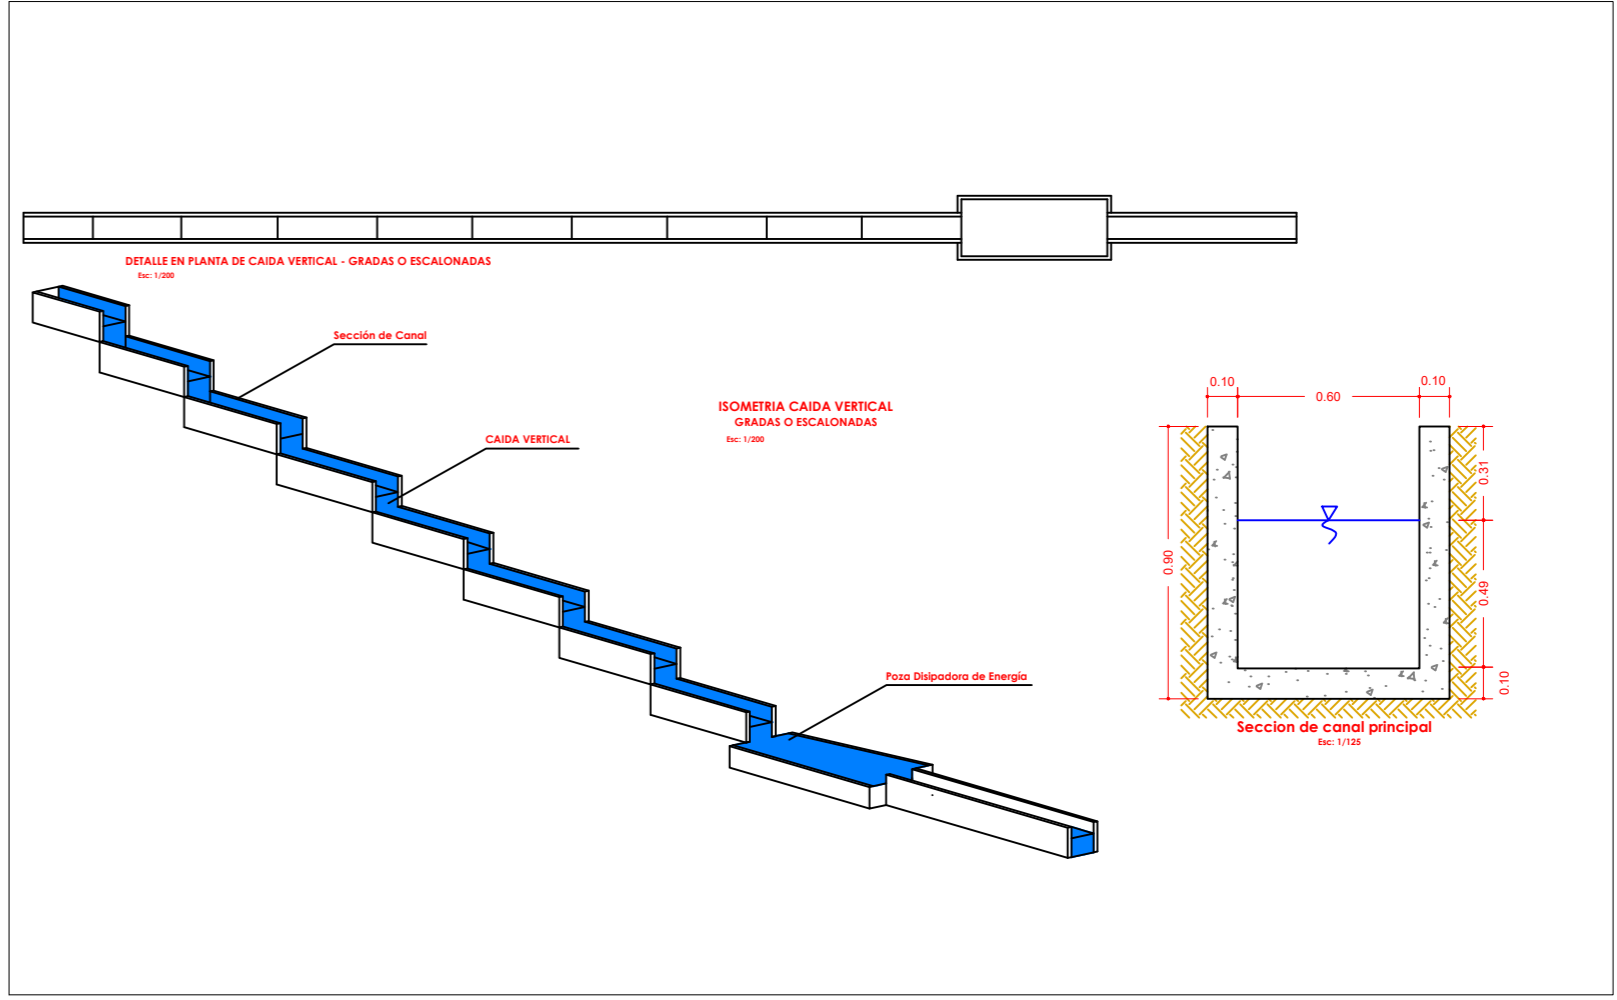 DETALLE EN PLANTA DE CAIDA VERTICAL - GRADAS O ESCALONADAS
Esc: 1/200
Sección de Canal
CAIDA VERTICAL
ISOMETRIA CAIDA VERTICAL
GRADAS O ESCALONADAS
Esc: 1/200
Poza Disipadora de Energía
0.10
0.60
0.10
0.31
0.90
0.49
0.10
Seccion de canal principal
Esc: 1/125